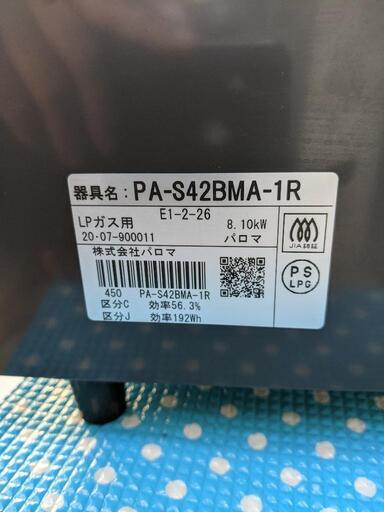 器具名：PA-S42BMA-1R
E1-2-26
LPガス用 8.10kW
20・07-900011 パロマ
株式会社パロマ
JIA認証
PS
LPG
450 PA-S42BMA-1R
区分C 効率56.3%
区分J 効率192Wh